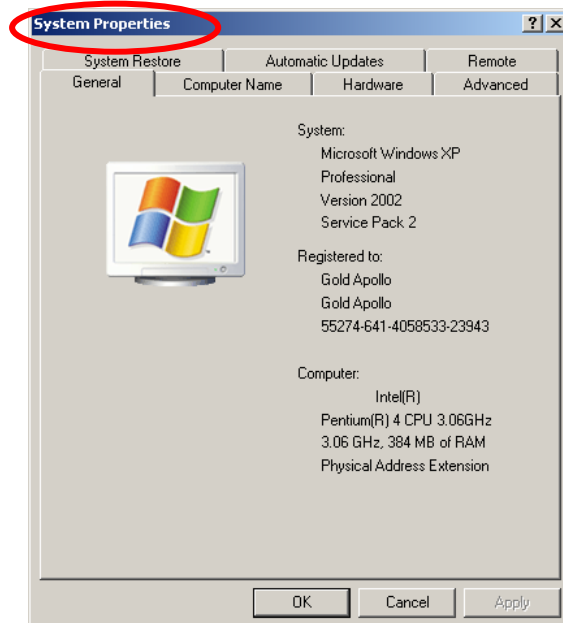 System Properties
System Restore Automatic Updates Remote
General Computer Name Hardware Advanced
System:
Microsoft Windows XP
Professional
Version 2002
Service Pack 2
Registered to:
Gold Apollo
Gold Apollo
55274-641-4058533-23943
Computer:
Intel(R)
Pentium(R) 4 CPU 3.06GHz
3.06 GHz, 384 MB of RAM
Physical Address Extension
OK Cancel Apply